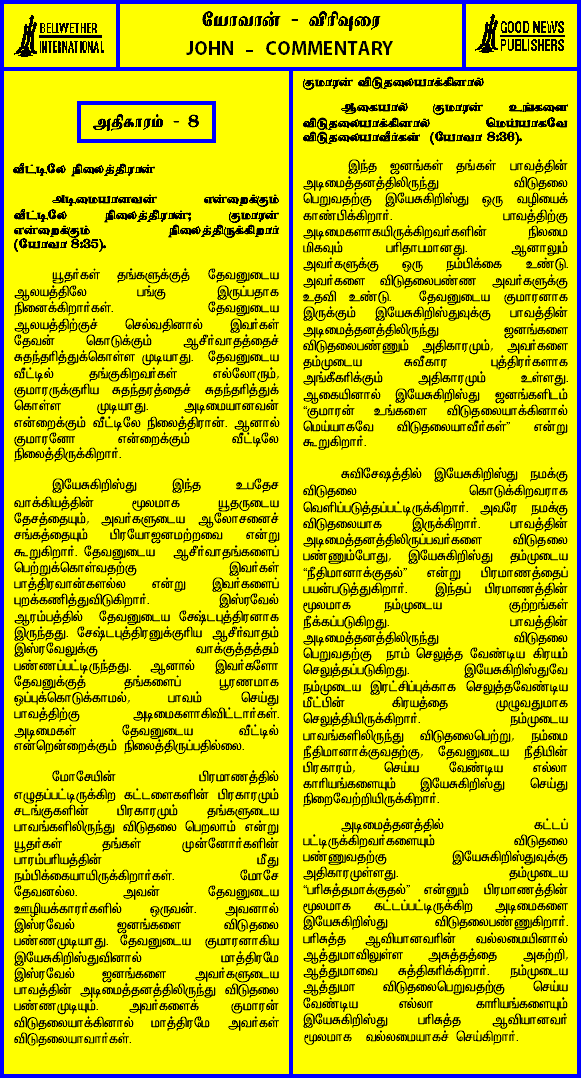 BELWETHER
INTERNATIONAL
யோவான் - விரிவுரை
JOHN - COMMENTARY
GOOD NEWS
PUBLISHERS
அதிகாரம் - 8
வீட்டிலே நிலைத்திரான்
அடிமையானவன் என்றைக்கும்
வீட்டிலே நிலைத்திரான்; குமாரன்
என்றைக்கும் நிலைத்திருக்கிறார்
(யோவா 8:35).
யூதர்கள் தங்களுக்குத் தேவனுடைய
ஆலயத்திலே பங்கு இருப்பதாக
நினைக்கிறார்கள். தேவனுடைய
ஆலயத்திற்குச் செல்வதினால் இவர்கள்
தேவன் கொடுக்கும் ஆசீர்வாதத்தைச்
சுதந்தரித்துக்கொள்ள முடியாது. தேவனுடைய
வீட்டில் தங்குகிறவர்கள் எல்லோரும்,
குமாரருக்குரிய சுதந்தரத்தைச் சுதந்தரித்துக்
கொள்ள முடியாது. அடிமையானவன்
என்றைக்கும் வீட்டிலே நிலைத்திரான். ஆனால்
குமாரனோ என்றைக்கும் வீட்டிலே
நிலைத்திருக்கிறார்.
இயேசுகிறிஸ்து இந்த உபதேச
வாக்கியத்தின் மூலமாக யூதருடைய
தேசத்தையும், அவர்களுடைய ஆலோசனைச்
சங்கத்தையும் பிரயோஜனமற்றவை என்று
கூறுகிறார். தேவனுடைய ஆசீர்வாதங்களைப்
பெற்றுக்கொள்வதற்கு இவர்கள்
பாத்திரவான்கள்ல்ல என்று இவர்களைப்
புறக்கணித்துவிடுகிறார். இஸ்ரவேல்
ஆரம்பத்தில் தேவனுடைய சேஷ்டபுத்திரனாக
இருந்தது. சேஷ்டபுத்திரனுக்குரிய ஆசீர்வாதம்
இஸ்ரவேலுக்கு வாக்குத்தத்தம்
பண்ணப்பட்டிருந்தது. ஆனால் இவர்களோ
தேவனுக்குத் தங்களைப் பூரணமாக
ஒப்புக்கொடுக்காமல், பாவம் செய்து
பாவத்திற்கு அடிமைகளாகிவிட்டார்கள்.
அடிமைகள் தேவனுடைய வீட்டில்
என்றென்றைக்கும் நிலைத்திருப்பதில்லை.
மோசேயின் பிரமாணத்தில்
எழுதப்பட்டிருக்கிற கட்டளைகளின் பிரகாரமும்
சடங்குகளின் பிரகாரமும் தங்களுடைய
பாவங்களிலிருந்து விடுதலை பெறலாம் என்று
யூதர்கள் தங்கள் முன்னோர்களின்
பாரம்பரியத்தின் மீது
நம்பிக்கையாயிருக்கிறார்கள். மோசே
தேவனல்ல. அவன் தேவனுடைய
ஊழியக்காரர்களில் ஒருவன். அவனால்
இஸ்ரவேல் ஜனங்களை விடுதலை
பண்ணமுடியாது. தேவனுடைய குமாரனாகிய
இயேசுகிறிஸ்துவினால் மாத்திரமே
இஸ்ரவேல் ஜனங்களை அவர்களுடைய
பாவத்தின் அடிமைத்தனத்திலிருந்து விடுதலை
பண்ணமுடியும். அவர்களைக் குமாரன்
விடுதலையாக்கினால் மாத்திரமே அவர்கள்
விடுதலையாவார்கள்.
குமாரன் விடுதலையாக்கினால்
ஆகையால் குமாரன் உங்களை
விடுதலையாக்கினால் மெய்யாகவே
விடுதலையாவீர்கள் (யோவா 8:36).
இந்த ஜனங்கள் தங்கள் பாவத்தின்
அடிமைத்தனத்திலிருந்து விடுதலை
பெறுவதற்கு இயேசுகிறிஸ்து ஒரு வழியைக்
காண்பிக்கிறார். பாவத்திற்கு
அடிமைகளாகயிருக்கிறவர்களின் நிலமை
மிகவும் பரிதாபமானது. ஆனாலும்
அவர்களுக்கு ஒரு நம்பிக்கை உண்டு.
அவர்களை விடுதலைபண்ண அவர்களுக்கு
உதவி உண்டு. தேவனுடைய குமாரனாக
இருக்கும் இயேசுகிறிஸ்துவுக்கு பாவத்தின்
அடிமைத்தனத்திலிருந்து ஜனங்களை
விடுதலைபண்ணும் அதிகாரமும், அவர்களை
தம்முடைய சுவீகார புத்திரர்களாக
அங்கீகரிக்கும் அதிகாரமும் உள்ளது.
ஆகையினால் இயேசுகிறிஸ்து ஜனங்களிடம்
“குமாரன் உங்களை விடுதலையாக்கினால்
மெய்யாகவே விடுதலையாவீர்கள்” என்று
கூறுகிறார்.
சுவிசேஷத்தில் இயேசுகிறிஸ்து நமக்கு
விடுதலை கொடுக்கிறவராக
வெளிப்படுத்தப்பட்டிருக்கிறார். அவரே நமக்கு
விடுதலையாக இருக்கிறார். பாவத்தின்
அடிமைத்தனத்திலிருப்பவர்களை விடுதலை
பண்ணும்போது, இயேசுகிறிஸ்து தம்முடைய
“நீதிமானாக்குதல்” என்னும் பிரமாணத்தைப்
பயன்படுத்துகிறார். இந்தப் பிரமாணத்தின்
மூலமாக நம்முடைய குற்றங்கள்
நீக்கப்படுகிறது. பாவத்தின்
அடிமைத்தனத்திலிருந்து விடுதலை
பெறுவதற்கு நாம் செலுத்த வேண்டிய கிரயம்
செலுத்தப்படுகிறது. இயேசுகிறிஸ்துவே
நம்முடைய இரட்சிப்புக்காக செலுத்தவேண்டிய
மீட்பின் கிரயத்தை முழுவதுமாக
செலுத்தியிருக்கிறார். நம்முடைய
பாவங்களிலிருந்து விடுதலைபெற்று, நம்மை
நீதிமானாக்குவதற்கு, தேவனுடைய நீதியின்
பிரகாரம், செய்ய வேண்டிய எல்லா
காரியங்களையும் இயேசுகிறிஸ்து செய்து
நிறைவேற்றியிருக்கிறார்.
அடிமைத்தனத்தில் கட்டப்
பட்டிருக்கிறவர்களையும் விடுதலை
பண்ணுவதற்கு இயேசுகிறிஸ்துவுக்கு
அதிகாரமுள்ளது. தம்முடைய
“பரிசுத்தமாக்குதல்” என்னும் பிரமாணத்தின்
மூலமாக கட்டப்பட்டிருக்கிற அடிமைகளை
இயேசுகிறிஸ்து விடுதலைபண்ணுகிறார்.
பரிசுத்த ஆவியானவரின் வல்லமையினால்
ஆத்துமாவிலுள்ள அசுத்தத்தை அகற்றி,
ஆத்துமாவை சுத்திகரிக்கிறார். நம்முடைய
ஆத்துமா விடுதலைபெறுவதற்கு செய்ய
வேண்டிய எல்லா காரியங்களையும்
இயேசுகிறிஸ்து பரிசுத்த ஆவியானவர்
மூலமாக வல்லமையாகச் செய்கிறார்.